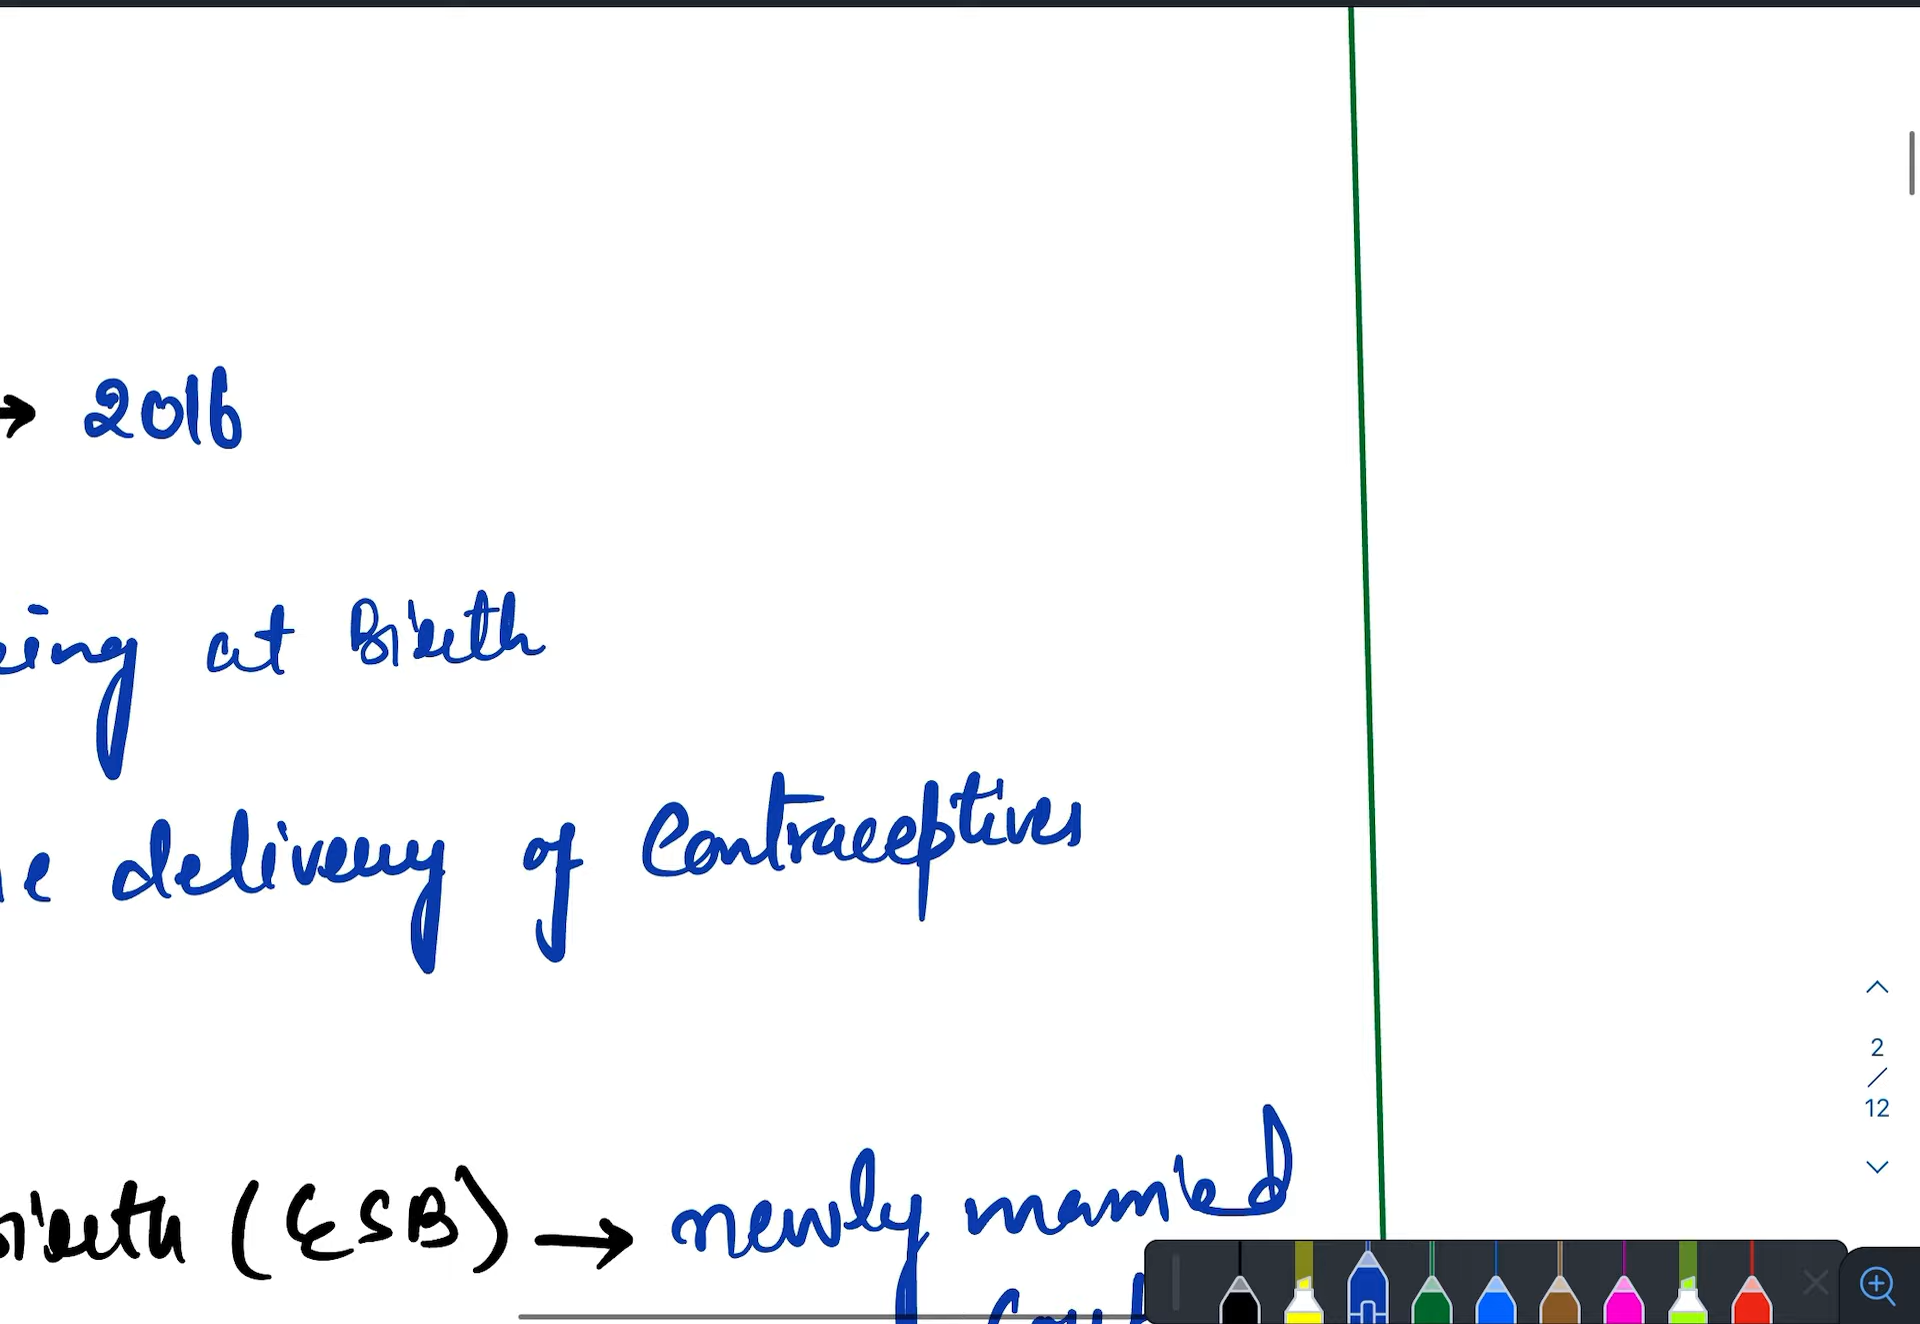 → 2016
at Birth
delivery of Contraceptives
(ESB) → newly married
2
/
12